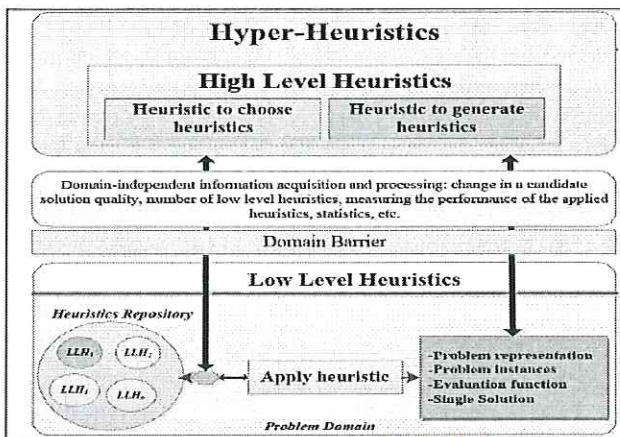 Hyper-Heuristics
High Level Heuristics
Heuristic to choose
heuristics
Heuristic to generate
heuristics
Domain-independent information acquisition and processing: change in a candidate
solution quality, number of low level heuristics, measuring the performance of the applied
heuristics, statistics, etc.
Domain Barrier
Low Level Heuristics
Heuristics Repository
LLH₁
LLH₂
LLH₃
LLHₙ
Apply heuristic
-Problem representation
-Problem instances
-Evaluation function
-Single Solution
Problem Domain